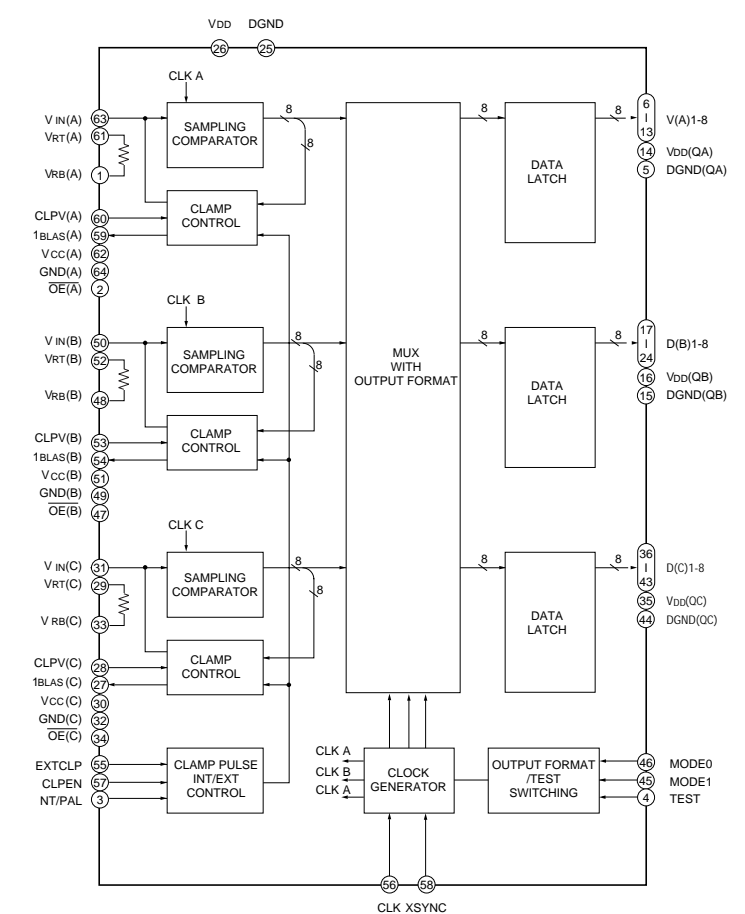 VDD DGND
26 25
CLK A
V IN(A) 63
VRT(A) 61
VRB(A) 1
CLPV(A) 60
1BLAS(A) 59
VCC(A) 62
GND(A) 64
OE(A) 2
SAMPLING
COMPARATOR
CLAMP
CONTROL
8
8
8
DATA
LATCH
8
6
13
V(A)1-8
14 VDD(QA)
5 DGND(QA)
CLK B
V IN(B) 50
VRT(B) 52
VRB(B) 48
CLPV(B) 53
1BLAS(B) 54
VCC(B) 51
GND(B) 49
OE(B) 47
SAMPLING
COMPARATOR
CLAMP
CONTROL
8
8
MUX
WITH
OUTPUT FORMAT
8
DATA
LATCH
8
17
24
D(B)1-8
16 VDD(QB)
15 DGND(QB)
CLK C
V IN(C) 31
VRT(C) 29
V RB(C) 33
CLPV(C) 28
1BLAS(C) 27
VCC(C) 30
GND(C) 32
OE(C) 34
SAMPLING
COMPARATOR
CLAMP
CONTROL
8
8
8
DATA
LATCH
8
36
43
D(C)1-8
35 VDD(QC)
44 DGND(QC)
EXTCLP 55
CLPEN 57
NT/PAL 3
CLAMP PULSE
INT/EXT
CONTROL
CLK A
CLK B
CLK A
CLOCK
GENERATOR
OUTPUT FORMAT
/TEST
SWITCHING
46 MODE0
45 MODE1
4 TEST
56 58
CLK XSYNC